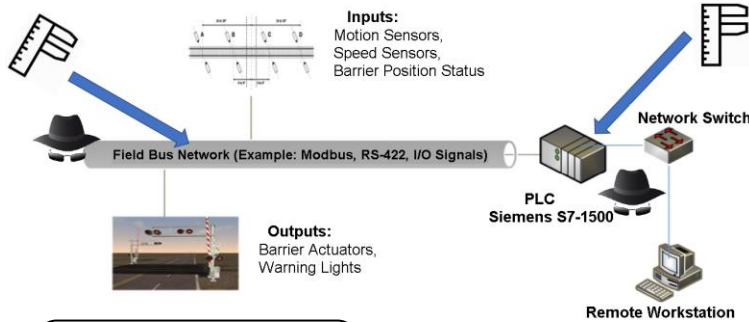 Inputs:
Motion Sensors,
Speed Sensors,
Barrier Position Status
A B C D
Network Switch
Field Bus Network (Example: Modbus, RS-422, I/O Signals)
PLC
Siemens S7-1500
Outputs:
Barrier Actuators,
Warning Lights
Remote Workstation